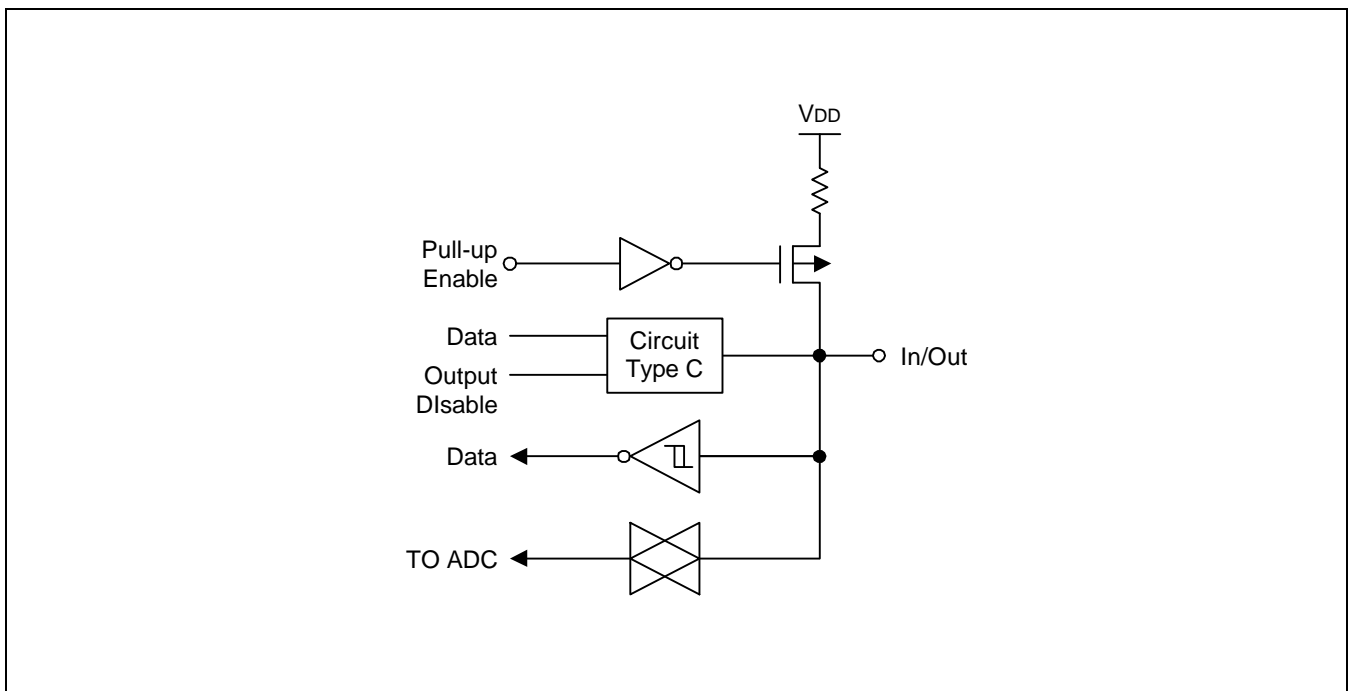 VDD
Pull-up
Enable
Data
Circuit
Type C
Output
DIsable
In/Out
Data
TO ADC